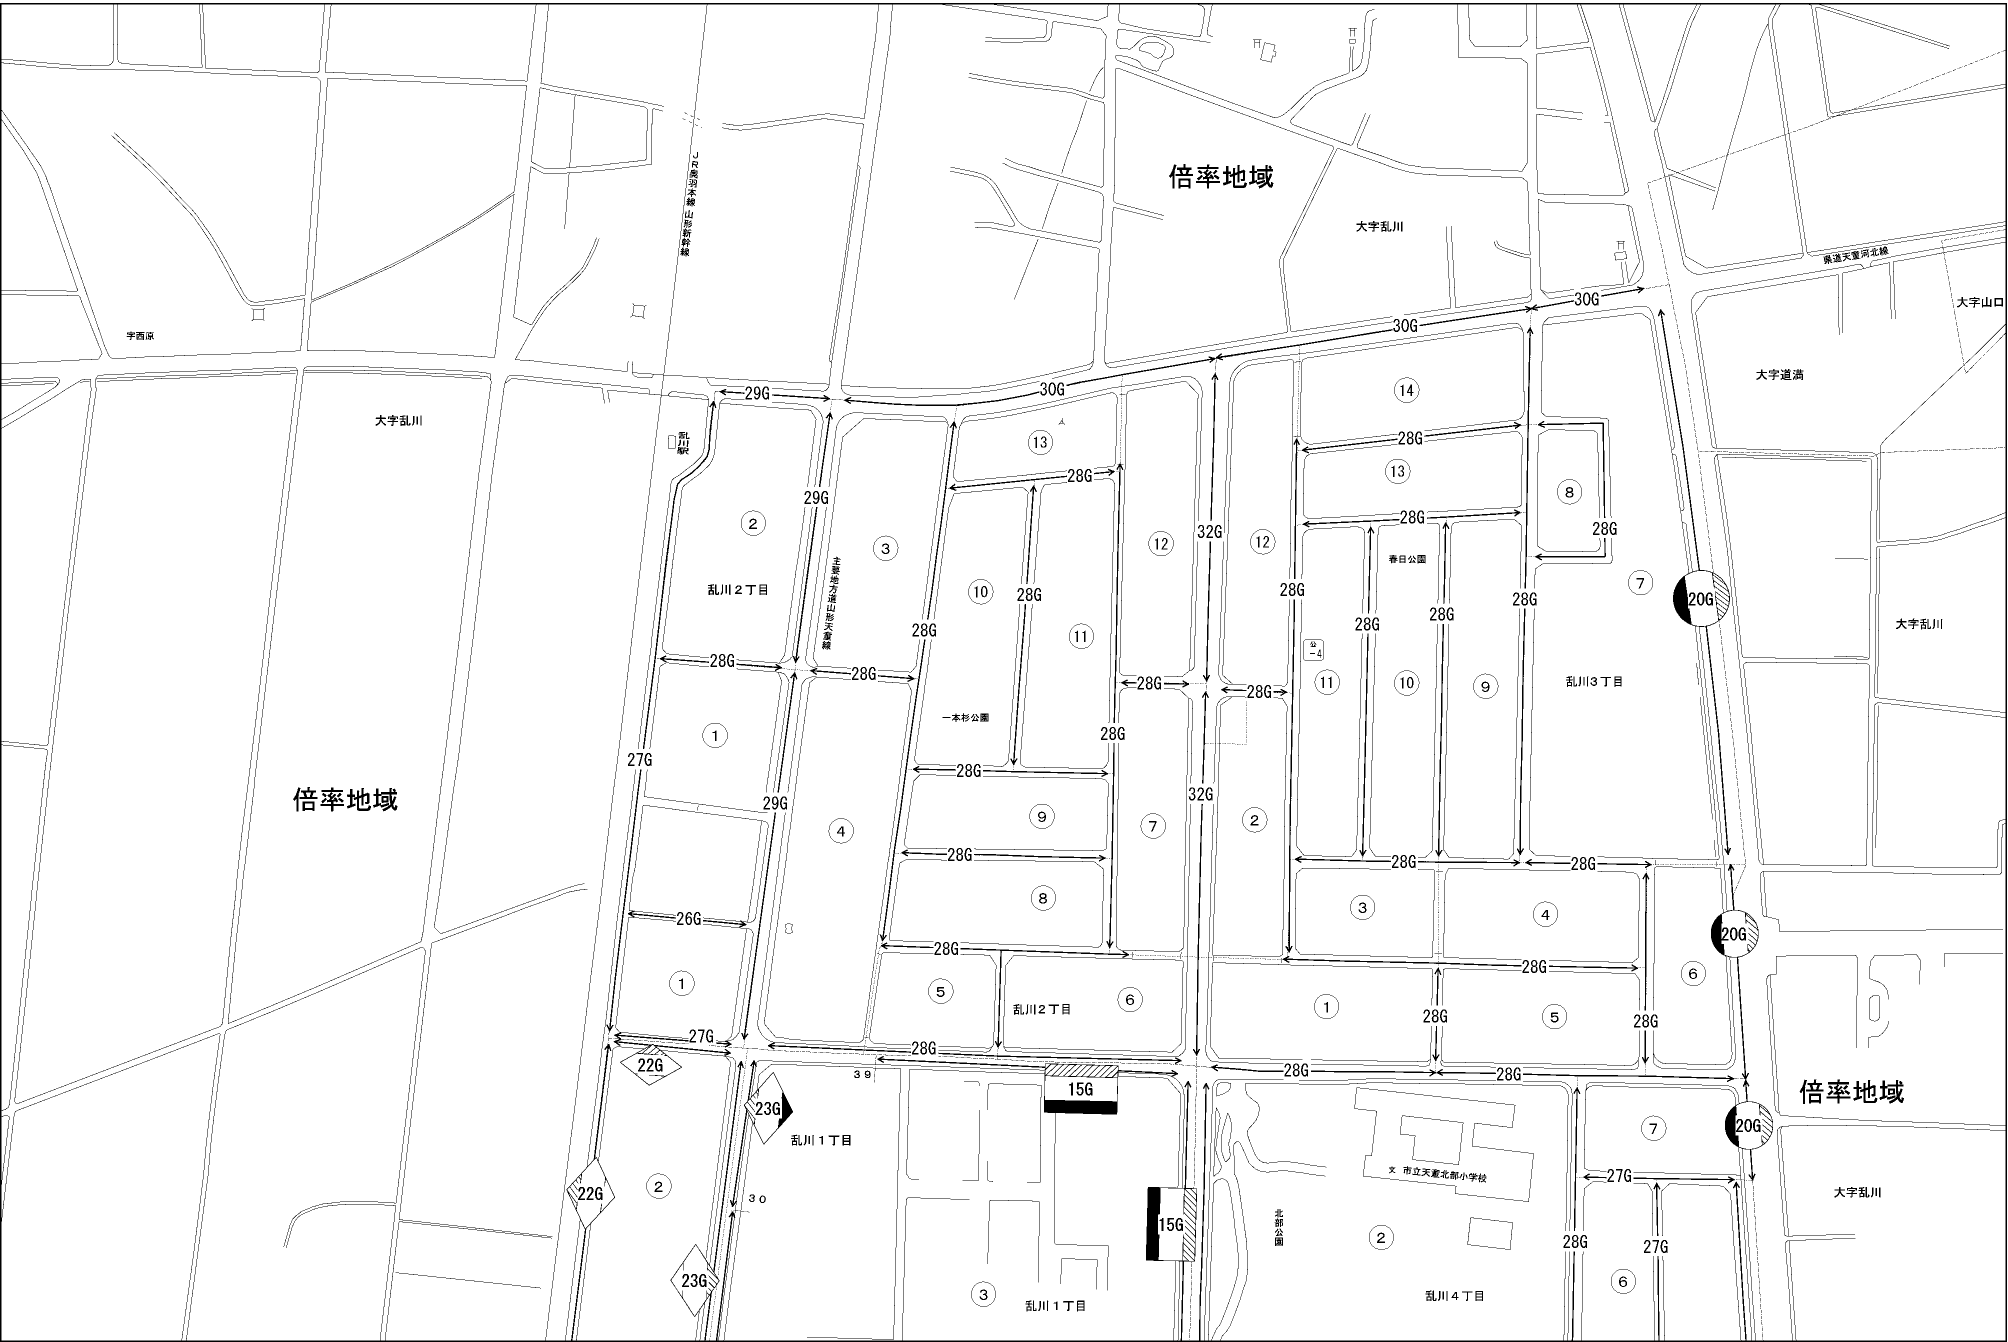 倍率地域
大字乱川
ＪＲ奥羽本線 山形新幹線
県道天童河北線
30G
大字山口
30G
字西原
大字道満
29G
30G
14
大字乱川
乱川駅
13
28G
28G
13
28G
8
29G
2
28G
28G
32G
3
12
12
春日公園
主要地方道山形天童線
7
乱川２丁目
10
28G
28G
28G
28G
28G
20G
大字乱川
28G
11
公
-4
28G
28G
28G
28G
11
10
9
乱川３丁目
一本杉公園
1
28G
27G
28G
倍率地域
29G
32G
9
7
2
4
28G
28G
28G
26G
8
3
4
20G
28G
28G
1
5
6
6
乱川２丁目
1
5
28G
28G
27G
28G
22G
39
28G
28G
15G
倍率地域
23G
乱川１丁目
7
20G
文 市立天童北部小学校
22G
2
30
27G
大字乱川
15G
北部公園
2
28G
27G
23G
3
乱川１丁目
乱川４丁目
6